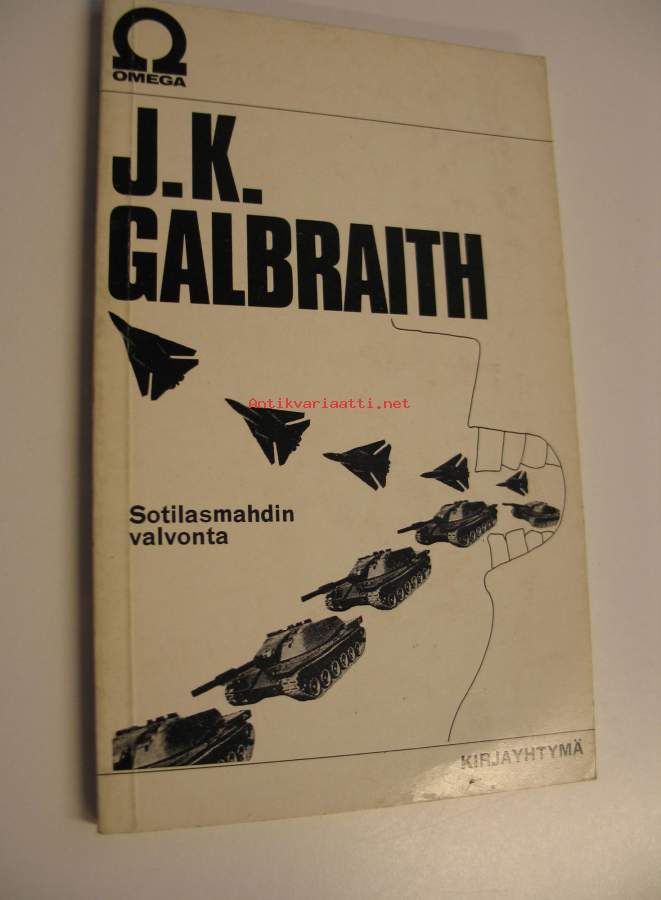 OMEGA
J.K.
GALBRAITH
Antikvariaatti.net
Sotilasmahdin
valvonta
KIRJAYHTYMÄ